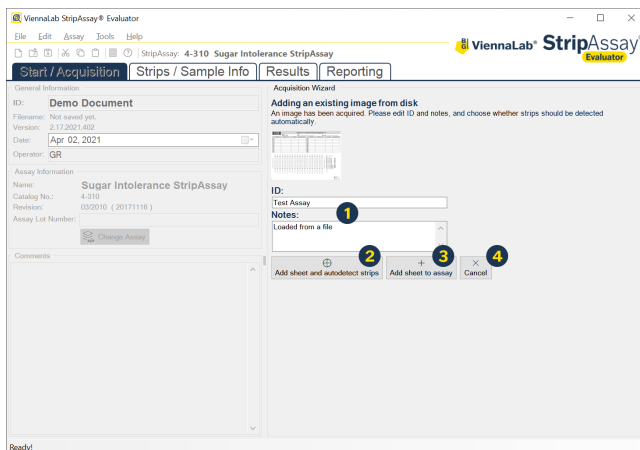 ViennaLab StripAssay® Evaluator
File Edit Assay Tools Help
StripAssay: 4-310 Sugar Intolerance StripAssay
ViennaLab® StripAssay®
Evaluator
Start / Acquisition Strips / Sample Info Results Reporting
General Information
ID: Demo Document
Filename: Not saved yet.
Version: 2.17.2021.402
Date: Apr 02, 2021
Operator: GR
Assay Information
Name: Sugar Intolerance StripAssay
Catalog No.: 4-310
Revision: 03/2010 ( 20171116 )
Assay Lot Number:
Change Assay
Comments
Acquisition Wizard
Adding an existing image from disk
An image has been acquired. Please edit ID and notes, and choose whether strips should be detected
automatically.
ID:
Test Assay
1
Notes:
Loaded from a file
2 3 4
Add sheet and autodetect strips Add sheet to assay Cancel
Ready!